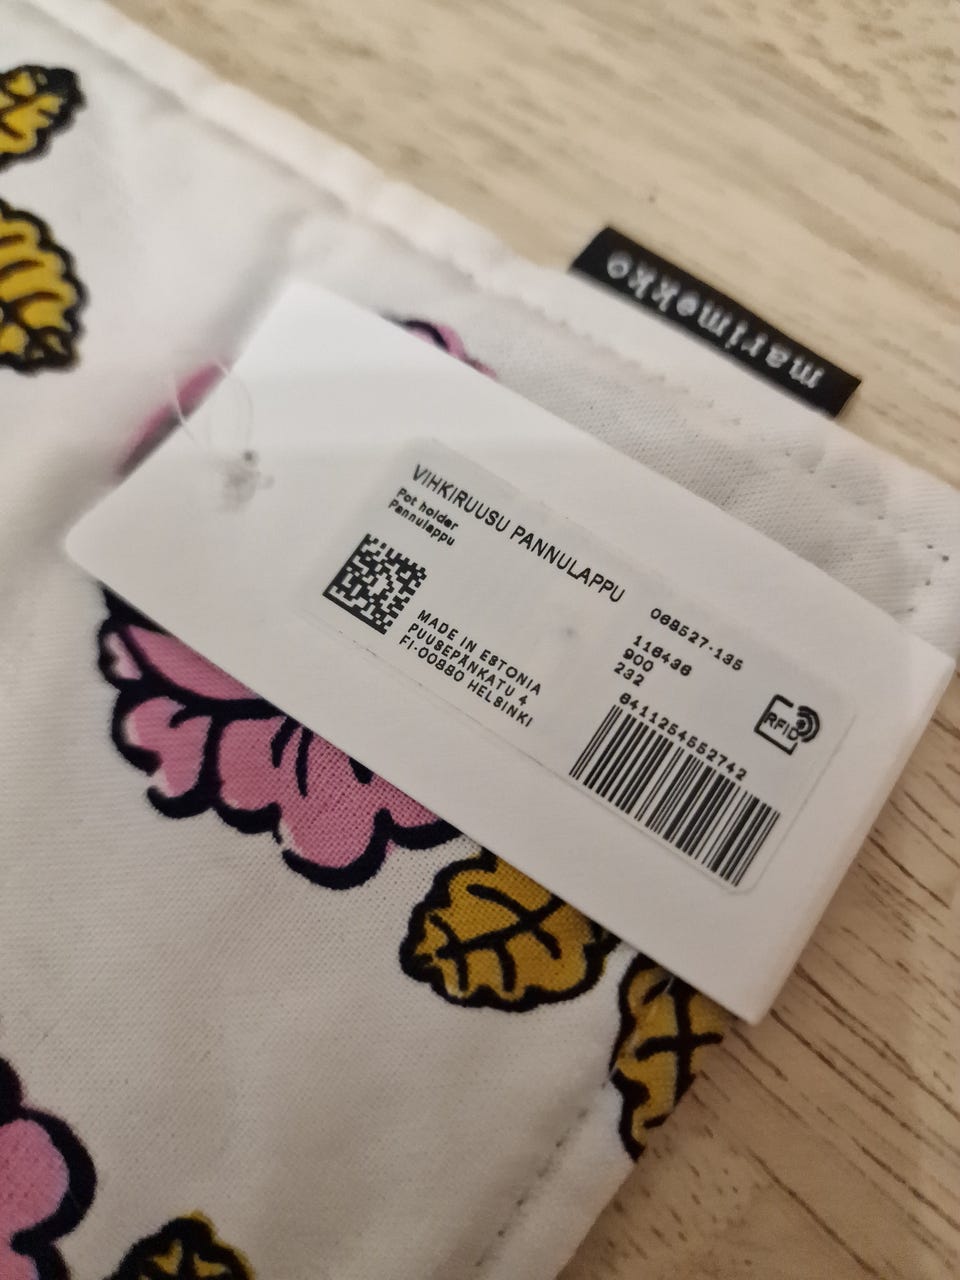 marimekko
VIHKIRUUSU PANNULAPPU
Pot holder
Pannulappu
MADE IN ESTONIA
PUUSEPÄNKATU 4
FI-00880 HELSINKI
068527-135
116436
900
232
6411254552742
RFID